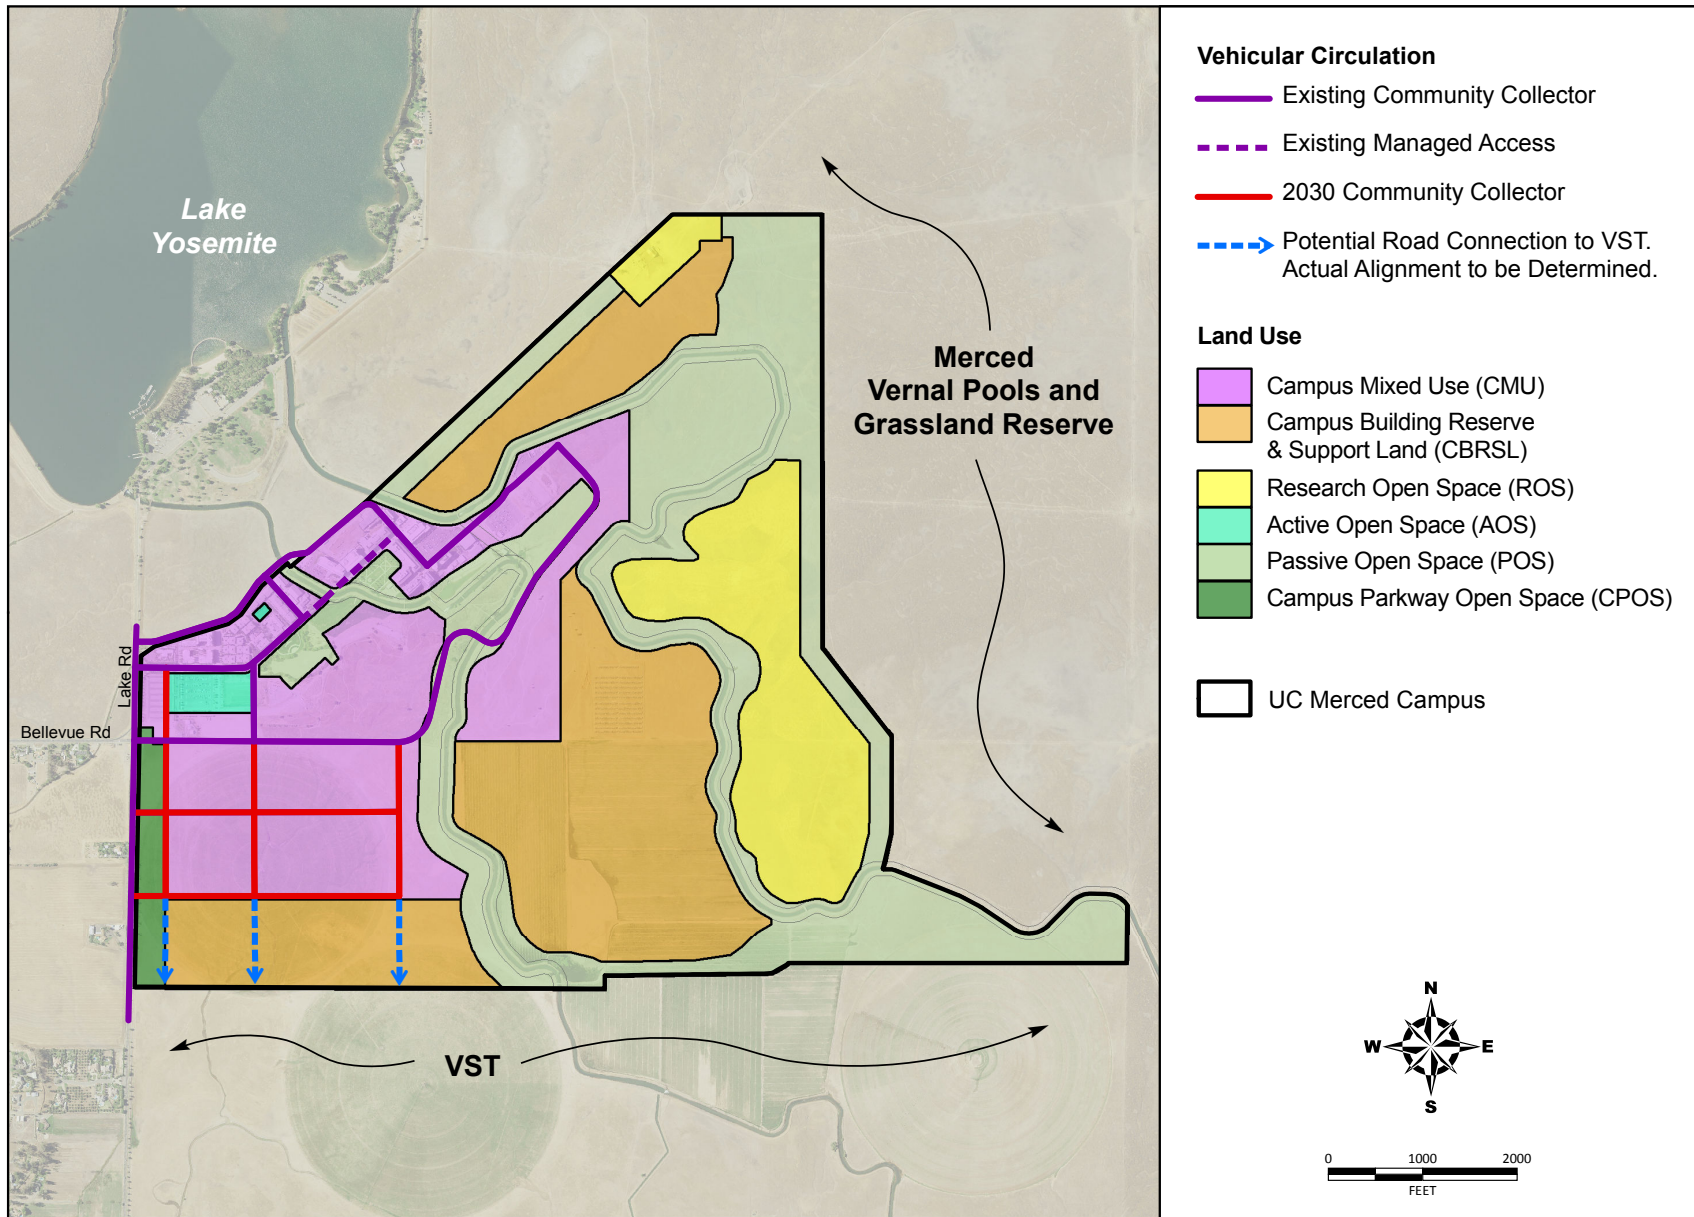 Lake
Yosemite
Merced
Vernal Pools and
Grassland Reserve
Lake Rd
Bellevue Rd
VST
Vehicular Circulation
Existing Community Collector
Existing Managed Access
2030 Community Collector
Potential Road Connection to VST.
Actual Alignment to be Determined.
Land Use
Campus Mixed Use (CMU)
Campus Building Reserve
& Support Land (CBRSL)
Research Open Space (ROS)
Active Open Space (AOS)
Passive Open Space (POS)
Campus Parkway Open Space (CPOS)
UC Merced Campus
N
W E
S
0 1000 2000
FEET